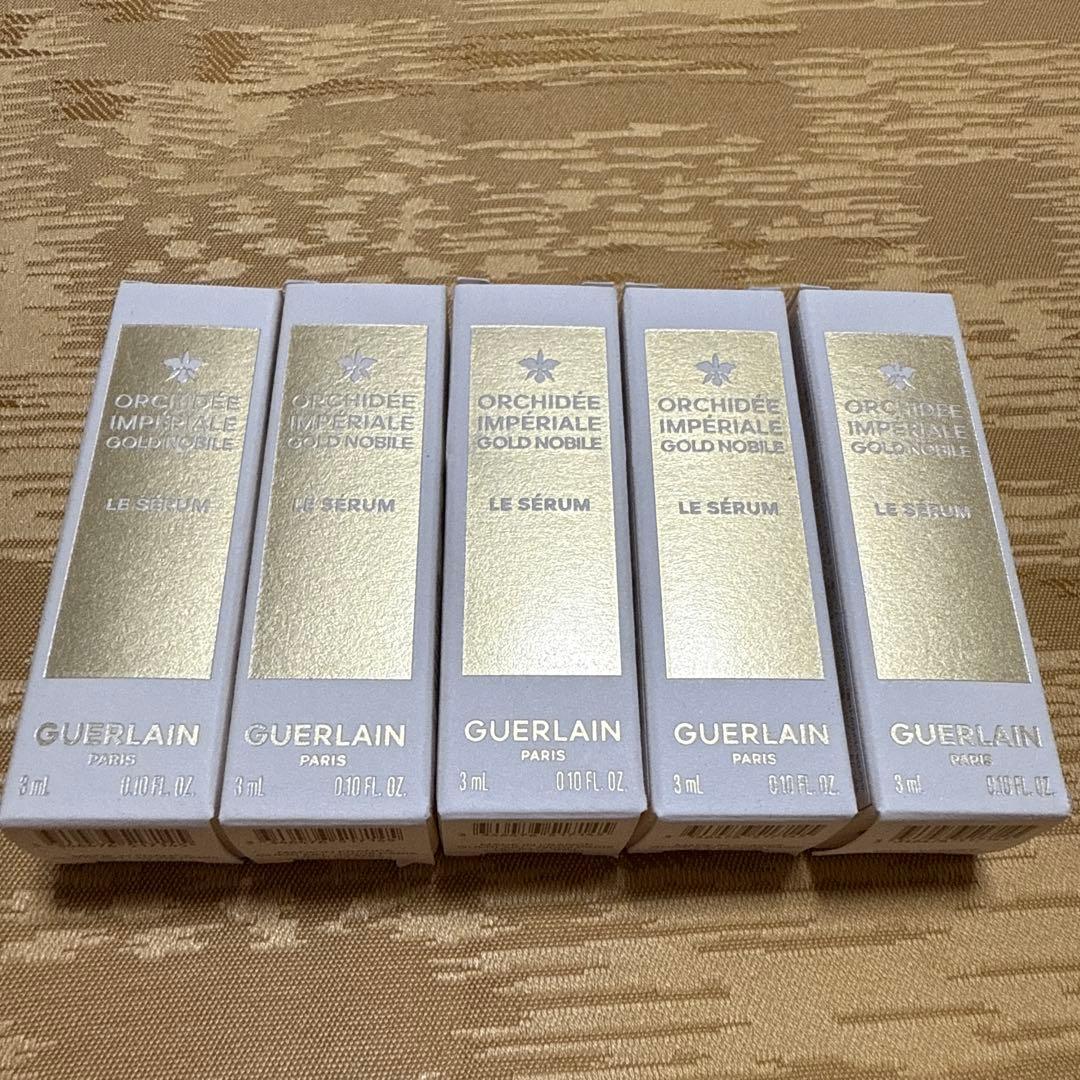 ORCHIDÉE
IMPÉRIALE
GOLD NOBILE
LE SÉRUM
GUERLAIN
PARIS
3 mL 0.10 FL. OZ.
ORCHIDÉE
IMPÉRIALE
GOLD NOBILE
LE SÉRUM
GUERLAIN
PARIS
3 mL 0.10 FL. OZ.
ORCHIDÉE
IMPÉRIALE
GOLD NOBILE
LE SÉRUM
GUERLAIN
PARIS
3 mL 0.10 FL. OZ.
ORCHIDÉE
IMPÉRIALE
GOLD NOBILE
LE SÉRUM
GUERLAIN
PARIS
3 mL 0.10 FL. OZ.
ORCHIDÉE
IMPÉRIALE
GOLD NOBILE
LE SÉRUM
GUERLAIN
PARIS
3 mL 0.10 FL. OZ.